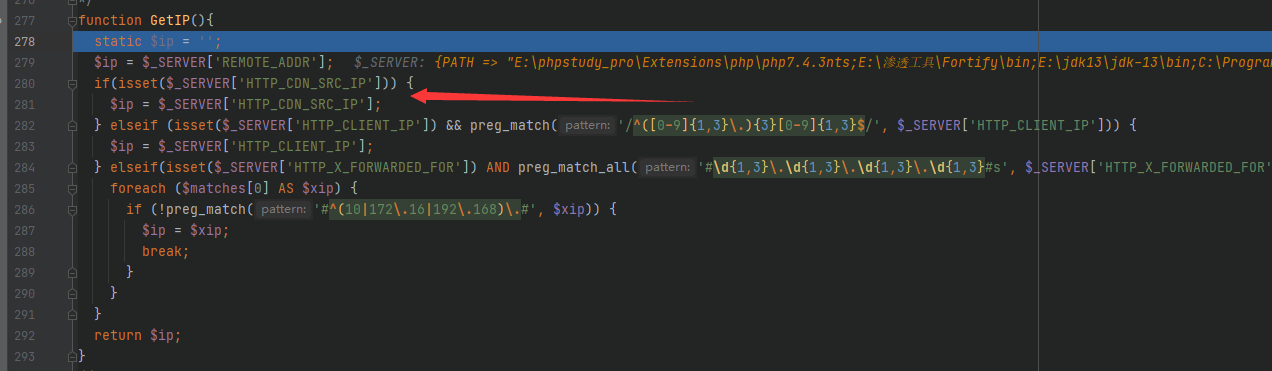 */
277 function GetIP(){
278 static $ip = '';
279 $ip = $_SERVER['REMOTE_ADDR']; $_SERVER: {PATH => "E:\phpstudy_pro\Extensions\php\php7.4.3nts;E:\渗透工具\Fortify\bin;E:\jdk13\jdk-13\bin;C:\Program
280 if(isset($_SERVER['HTTP_CDN_SRC_IP'])) {
281 $ip = $_SERVER['HTTP_CDN_SRC_IP'];
282 } elseif (isset($_SERVER['HTTP_CLIENT_IP']) && preg_match( pattern: '/^([0-9]{1,3}\.){3}[0-9]{1,3}$/', $_SERVER['HTTP_CLIENT_IP'])) {
283 $ip = $_SERVER['HTTP_CLIENT_IP'];
284 } elseif(isset($_SERVER['HTTP_X_FORWARDED_FOR']) AND preg_match_all( pattern: '#\d{1,3}\.\d{1,3}\.\d{1,3}\.\d{1,3}#s', $_SERVER['HTTP_X_FORWARDED_FOR'
285 foreach ($matches[0] AS $xip) {
286 if (!preg_match( pattern: '#^(10|172\.16|192\.168)\.#', $xip)) {
287 $ip = $xip;
288 break;
289 }
290 }
291 }
292 return $ip;
293 }